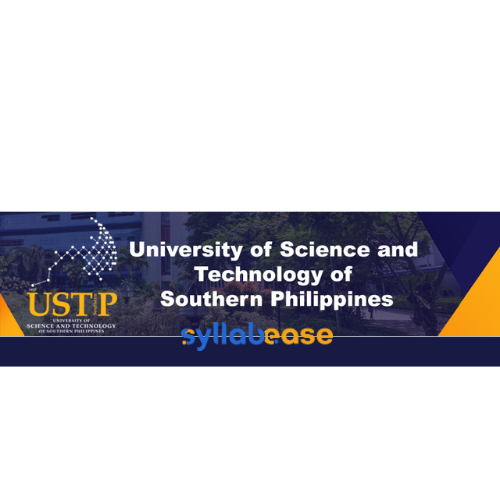 University of Science and
Technology of
Southern Philippines
USTP
UNIVERSITY OF
SCIENCE AND TECHNOLOGY
OF SOUTHERN PHILIPPINES
syllabease